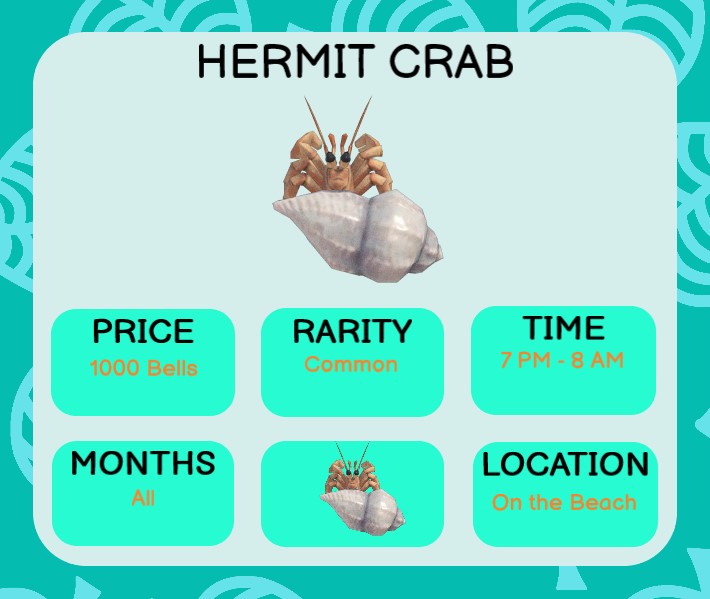 HERMIT CRAB
PRICE
1000 Bells
RARITY
Common
TIME
7 PM - 8 AM
MONTHS
All
LOCATION
On the Beach